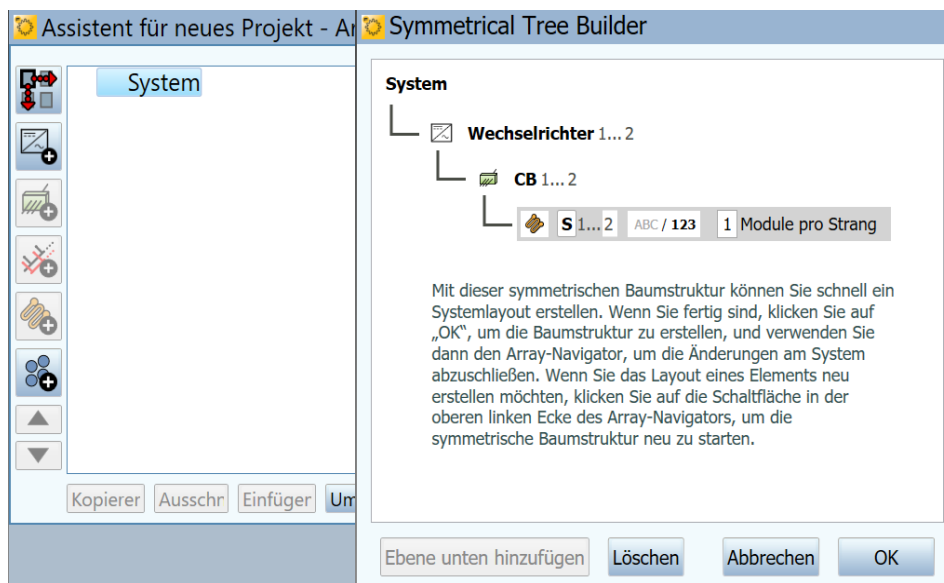 Assistent für neues Projekt - Ar
System
Kopierer Ausschr Einfüger Um
Symmetrical Tree Builder
System
Wechselrichter 1... 2
CB 1... 2
S 1... 2 ABC / 123 1 Module pro Strang
Mit dieser symmetrischen Baumstruktur können Sie schnell ein
Systemlayout erstellen. Wenn Sie fertig sind, klicken Sie auf
„OK“, um die Baumstruktur zu erstellen, und verwenden Sie
dann den Array-Navigator, um die Änderungen am System
abzuschließen. Wenn Sie das Layout eines Elements neu
erstellen möchten, klicken Sie auf die Schaltfläche in der
oberen linken Ecke des Array-Navigators, um die
symmetrische Baumstruktur neu zu starten.
Ebene unten hinzufügen Löschen Abbrechen OK